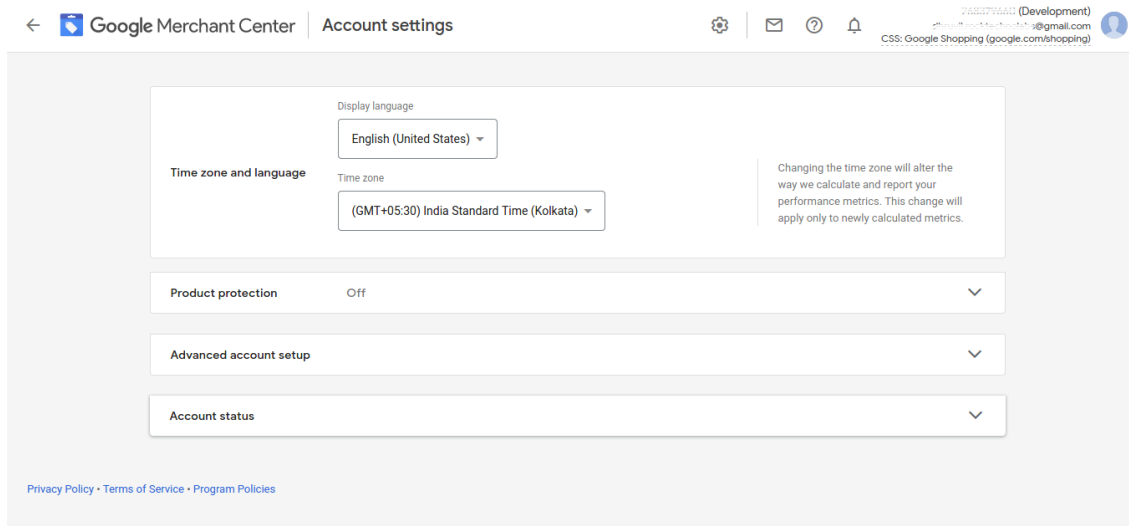 Google Merchant Center
Account settings
(Development)
@gmail.com
CSS: Google Shopping (google.com/shopping)
Display language
English (United States)
Time zone and language
Time zone
(GMT+05:30) India Standard Time (Kolkata)
Changing the time zone will alter the
way we calculate and report your
performance metrics. This change will
apply only to newly calculated metrics.
Product protection Off
Advanced account setup
Account status
Privacy Policy • Terms of Service • Program Policies